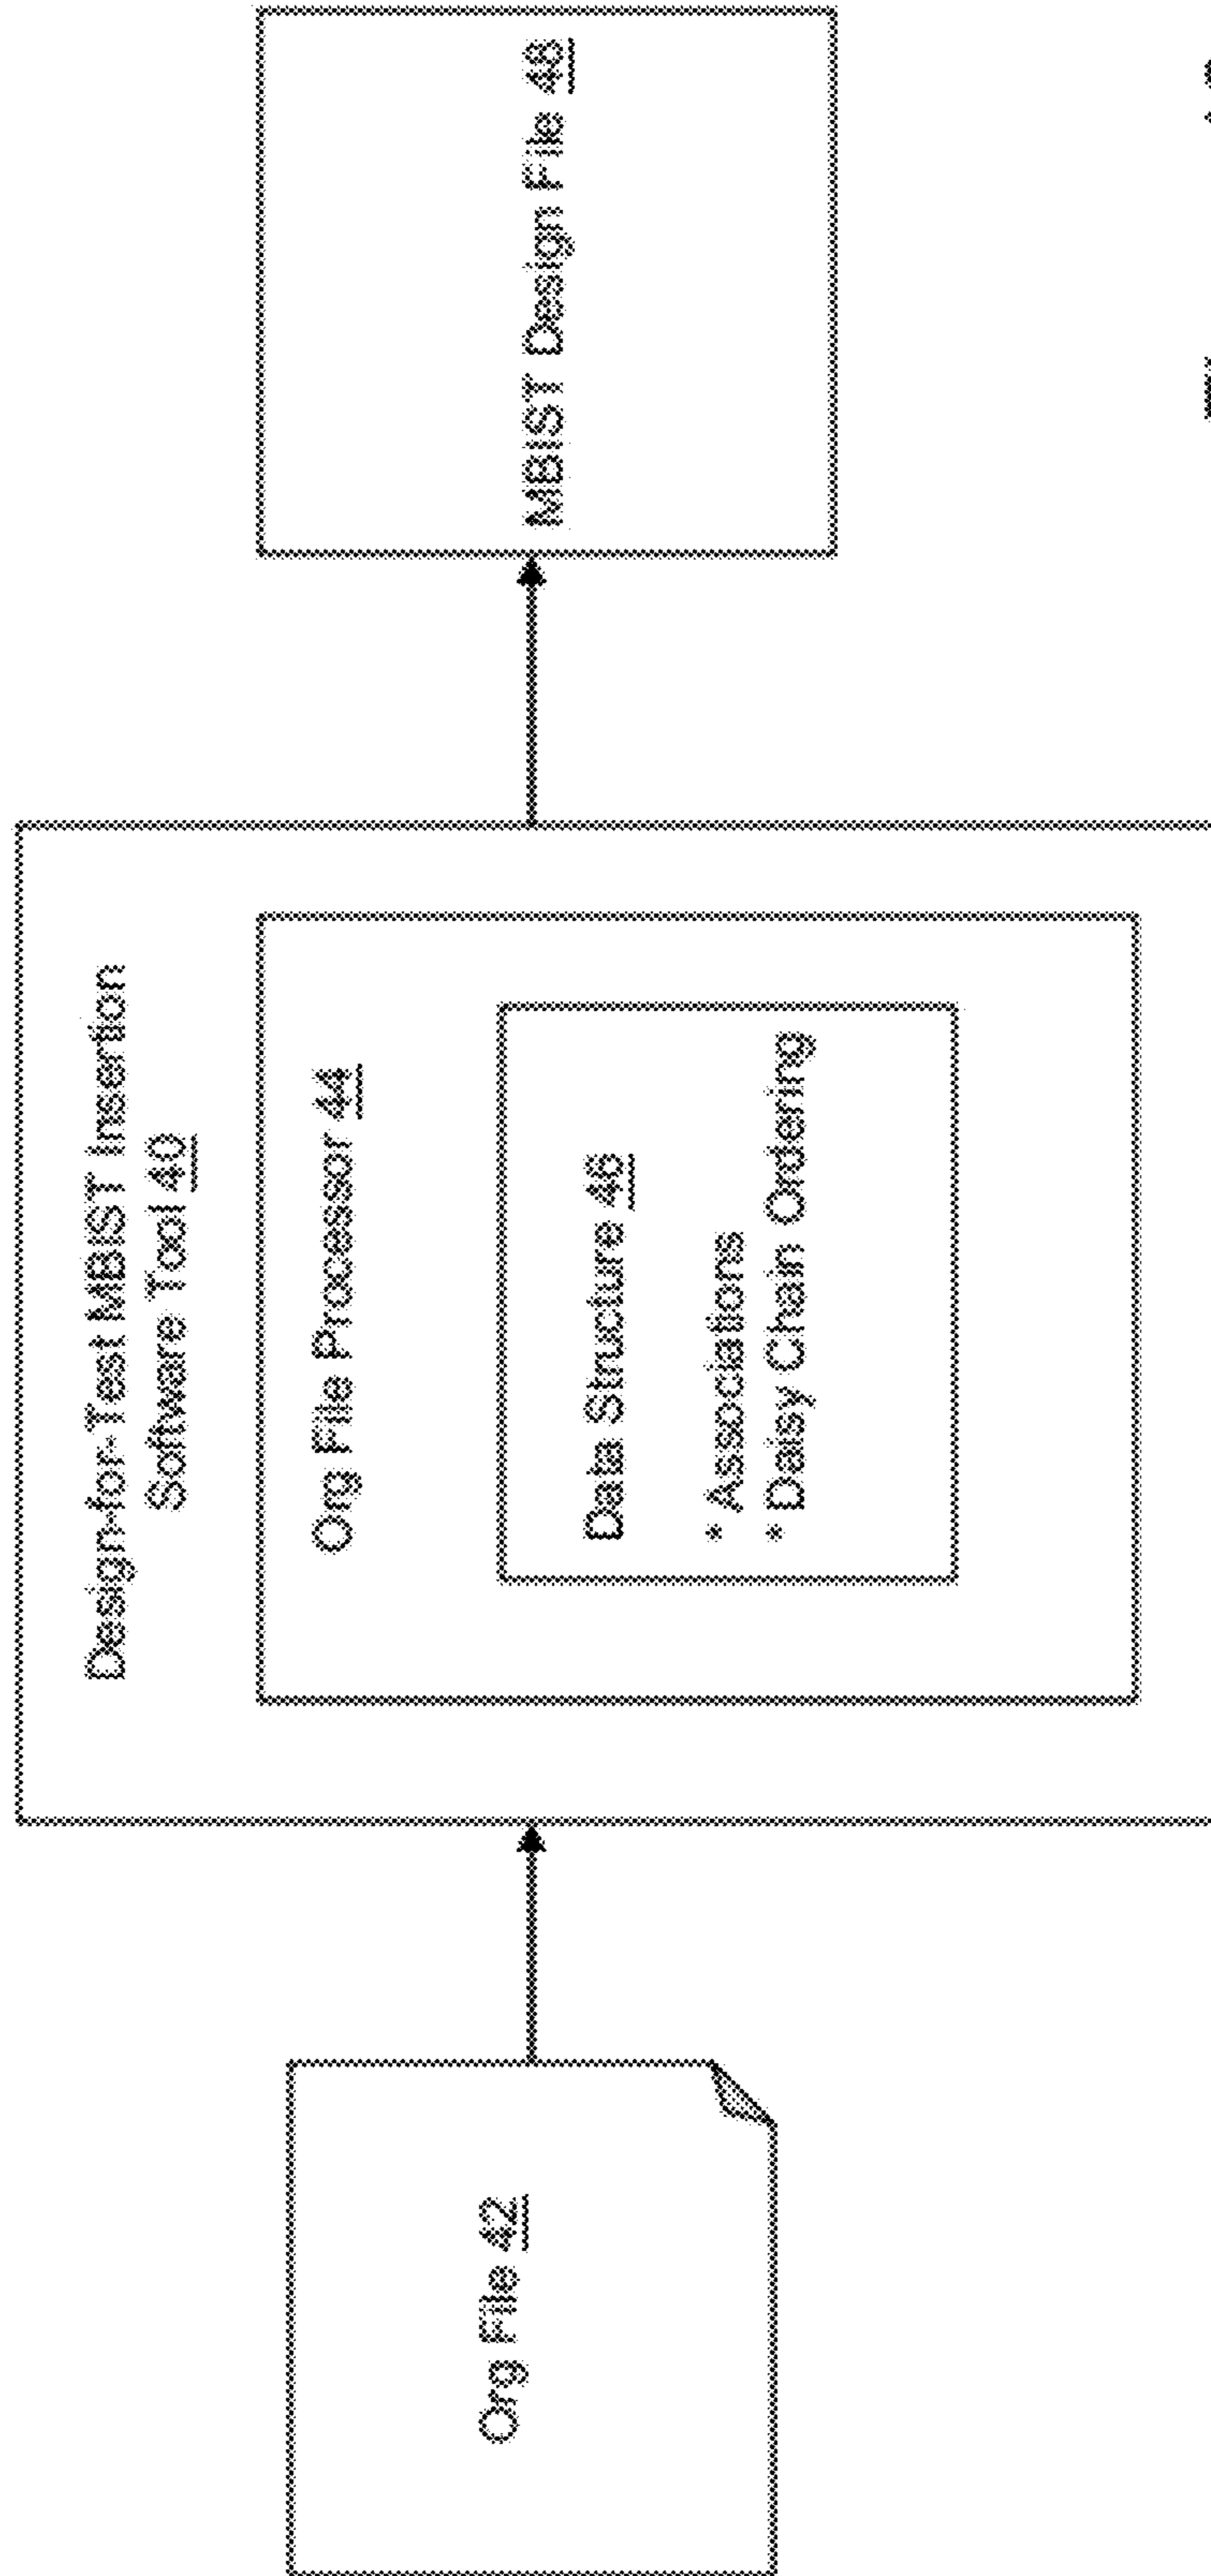 Org File 42
Design-for-Test MBIST Insertion
Software Tool 40
Org File Processor 44
Data Structure 46
* Associations
* Daisy Chain Ordering
MBIST Design File 48